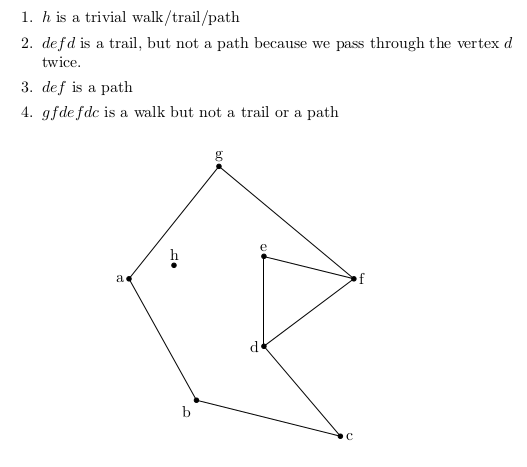 1. h is a trivial walk/trail/path
2. defd is a trail, but not a path because we pass through the vertex d
twice.
3. def is a path
4. gfdefdc is a walk but not a trail or a path
g
h
e
a
f
d
b
c